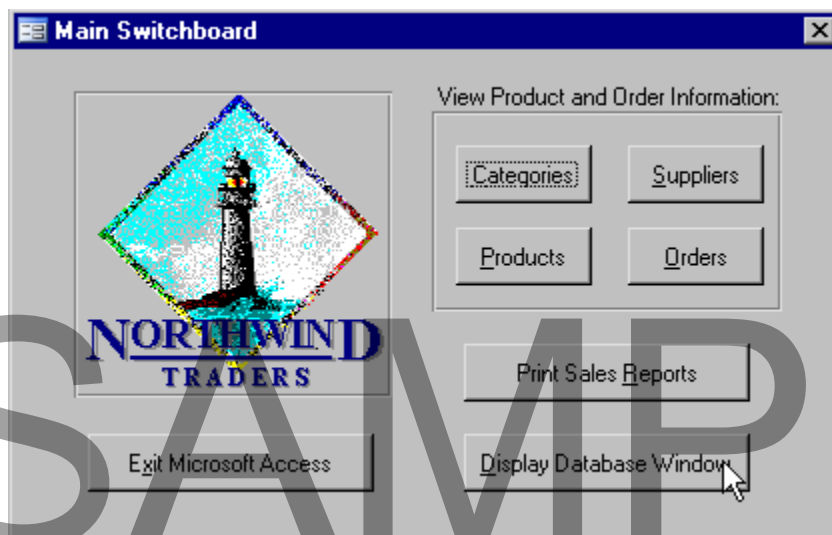 Main Switchboard
View Product and Order Information:
Categories
Suppliers
Products
Orders
NORTHWIND
TRADERS
Print Sales Reports
Exit Microsoft Access
Display Database Window
SAMP